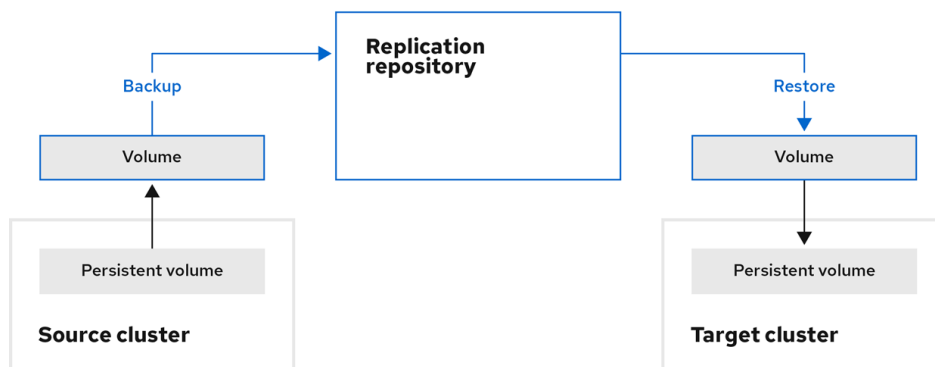 Replication
repository
Backup
Restore
Volume
Volume
Persistent volume
Persistent volume
Source cluster
Target cluster